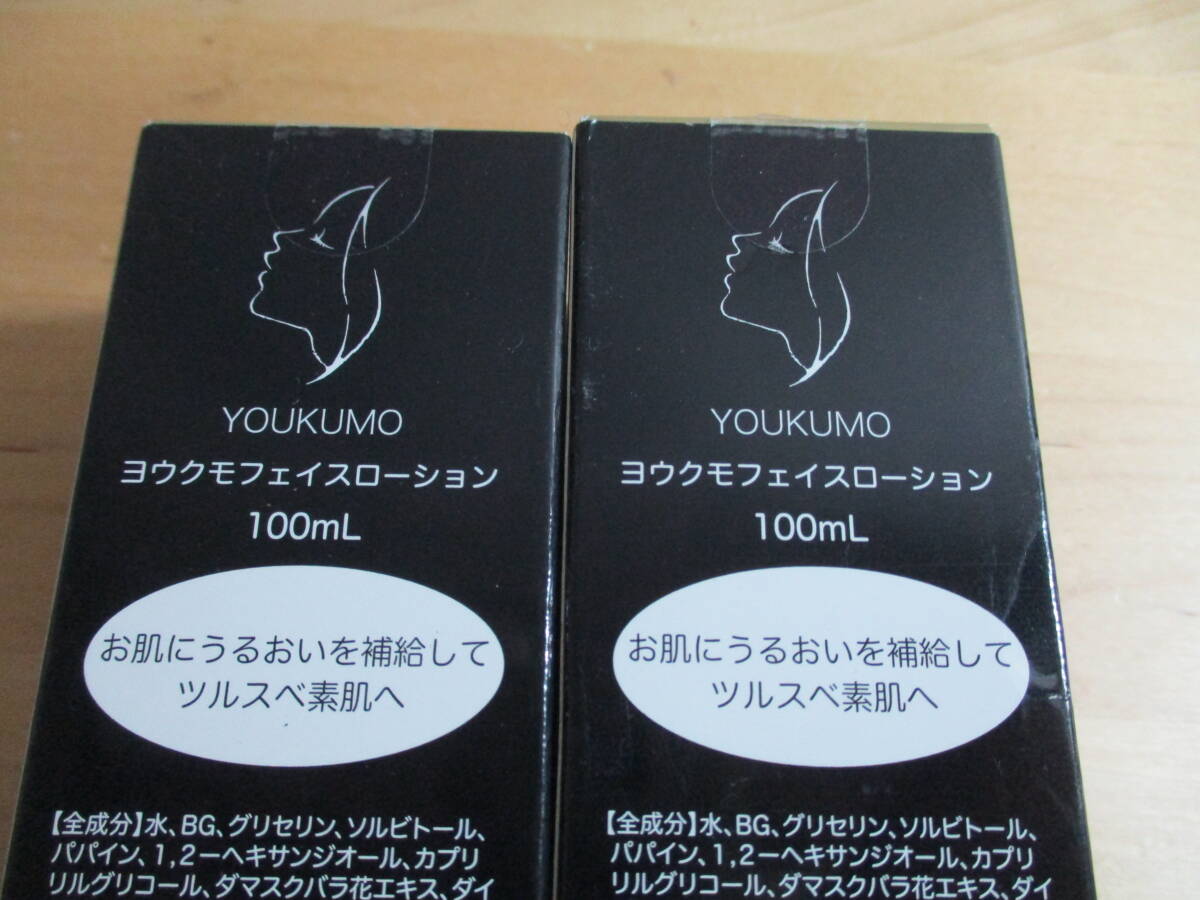 YOUKUMO
ヨウクモフェイスローション
100mL
お肌にうるおいを補給して
ツルスベ素肌へ
【全成分】水、BG、グリセリン、ソルビトール、
パパイン、1,2ーヘキサンジオール、カプリ
リルグリコール、ダマスクバラ花エキス、ダイ
YOUKUMO
ヨウクモフェイスローション
100mL
お肌にうるおいを補給して
ツルスベ素肌へ
【全成分】水、BG、グリセリン、ソルビトール、
パパイン、1,2ーヘキサンジオール、カプリ
リルグリコール、ダマスクバラ花エキス、ダイ